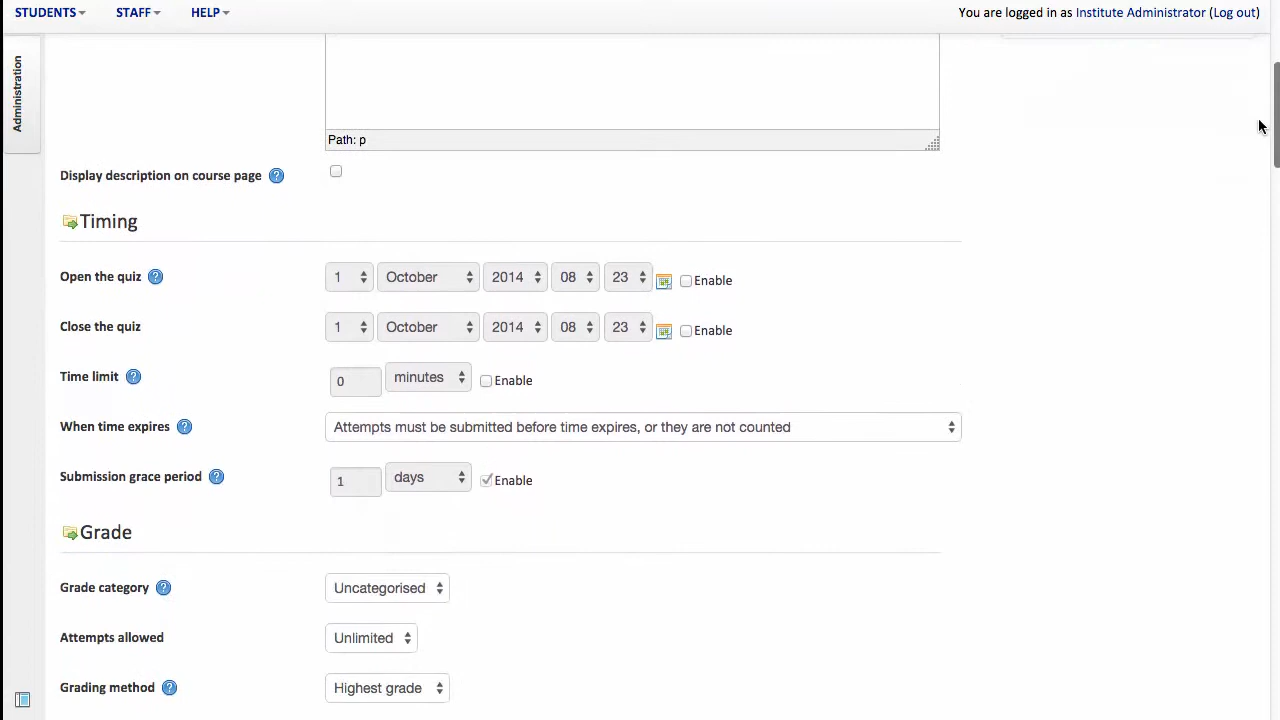 STUDENTS STAFF HELP You are logged in as Institute Administrator (Log out)
Administration
Path: p
Display description on course page
Timing
Open the quiz 1 October 2014 08 23 Enable
Close the quiz 1 October 2014 08 23 Enable
Time limit 0 minutes Enable
When time expires Attempts must be submitted before time expires, or they are not counted
Submission grace period 1 days Enable
Grade
Grade category Uncategorised
Attempts allowed Unlimited
Grading method Highest grade